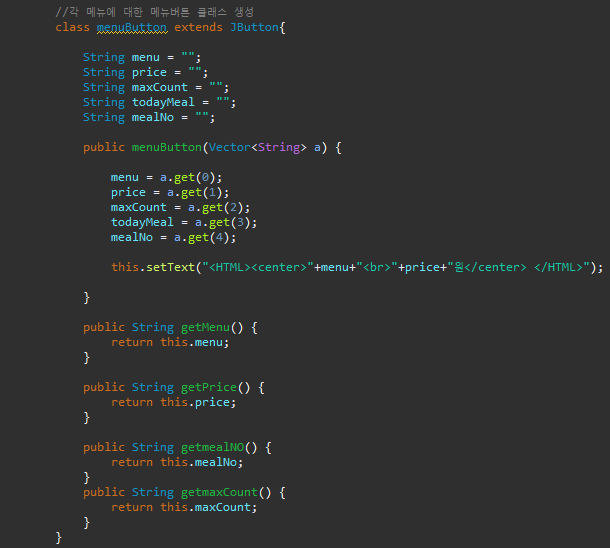 //각 메뉴에 대한 메뉴버튼 클래스 생성
class menuButton extends JButton{
String menu = "";
String price = "";
String maxCount = "";
String todayMeal = "";
String mealNo = "";
public menuButton(Vector<String> a) {
menu = a.get(0);
price = a.get(1);
maxCount = a.get(2);
todayMeal = a.get(3);
mealNo = a.get(4);
this.setText("<HTML><center>"+menu+"<br>"+price+"원</center> </HTML>");
}
public String getMenu() {
return this.menu;
}
public String getPrice() {
return this.price;
}
public String getmealNO() {
return this.mealNo;
}
public String getmaxCount() {
return this.maxCount;
}
}